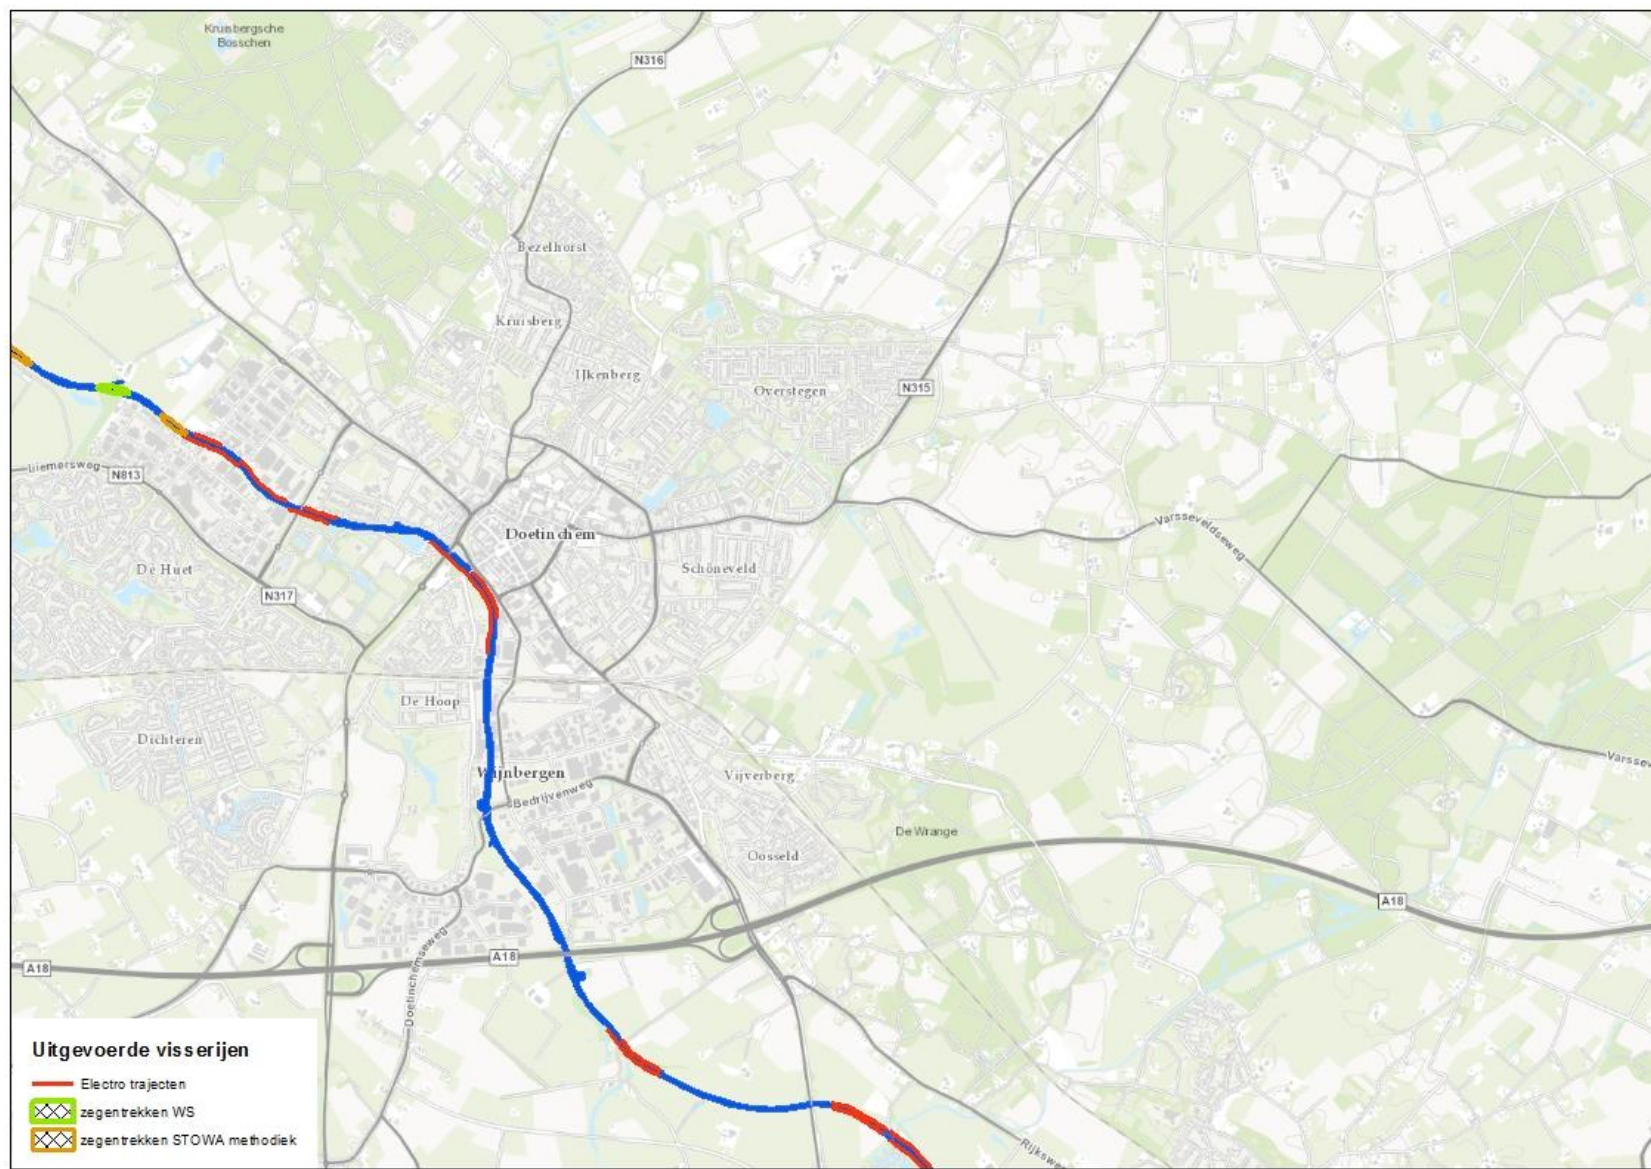 Kruisbergsche
Bosschen
N316
Bezelhorst
Kruisberg
IJkenberg
Overstegen
N315
Liemersweg
N813
Varsseveldseweg
Doetinchem
De Huet
Schöneveld
N317
De Hoop
Dichteren
Varssev
Wijnbergen
Vijverberg
Bedrijvenweg
De Wrange
Oosseld
A18
Doetinchemseweg
A18
A18
Uitgevoerde visserijen
Electro trajecten
zegentrekken WS
zegentrekken STOWA methodiek
Rijkswe